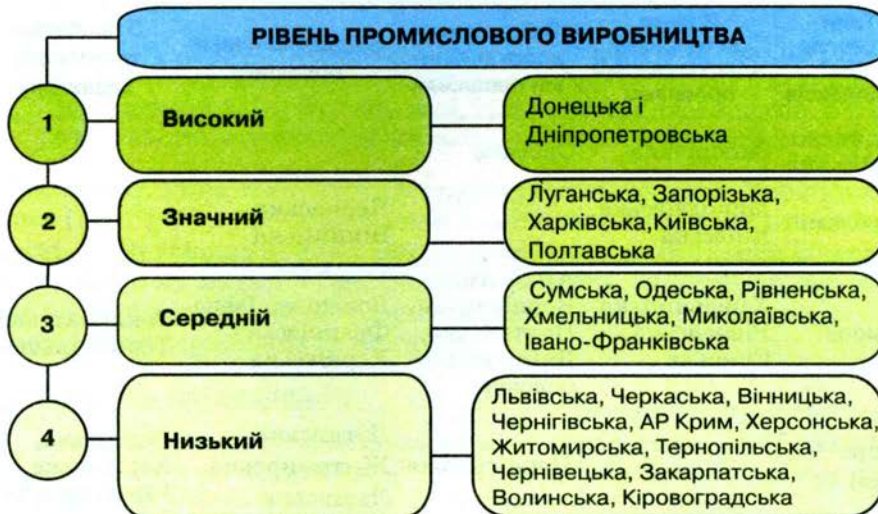 РІВЕНЬ ПРОМИСЛОВОГО ВИРОБНИЦТВА
1
Високий
Донецька і
Дніпропетровська
2
Значний
Луганська, Запорізька,
Харківська,Київська,
Полтавська
3
Середній
Сумська, Одеська, Рівненська,
Хмельницька, Миколаївська,
Івано-Франківська
4
Низький
Львівська, Черкаська, Вінницька,
Чернігівська, АР Крим, Херсонська,
Житомирська, Тернопільська,
Чернівецька, Закарпатська,
Волинська, Кіровоградська